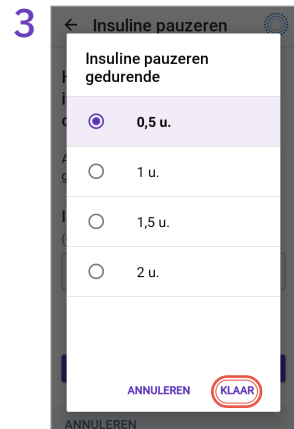 3
Insuline pauzeren
Insuline pauzeren
gedurende
0,5 u.
1 u.
1,5 u.
2 u.
ANNULEREN
KLAAR
ANNULEREN